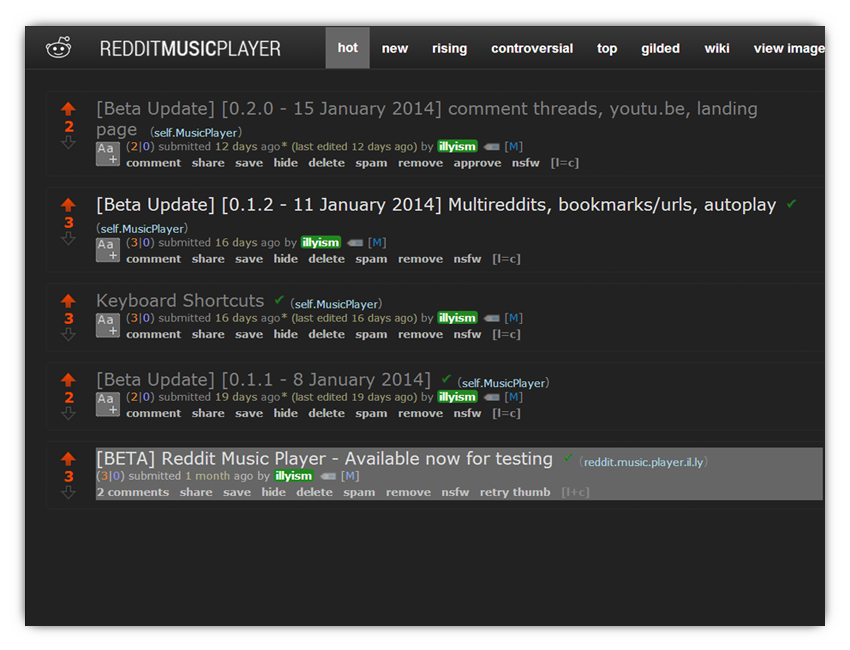 REDDITMUSICPLAYER hot new rising controversial top gilded wiki view image
[Beta Update] [0.2.0 - 15 January 2014] comment threads, youtu.be, landing
page (self.MusicPlayer)
2
Aa+ (2|0) submitted 12 days ago* (last edited 12 days ago) by illyism [M]
comment share save hide delete spam remove approve nsfw [l=c]
[Beta Update] [0.1.2 - 11 January 2014] Multireddits, bookmarks/urls, autoplay ✔
3 (self.MusicPlayer)
Aa+ (3|0) submitted 16 days ago by illyism [M]
comment share save hide delete spam remove nsfw [l=c]
Keyboard Shortcuts ✔ (self.MusicPlayer)
3 Aa+ (3|0) submitted 16 days ago* (last edited 16 days ago) by illyism [M]
comment share save hide delete spam remove nsfw [l=c]
[Beta Update] [0.1.1 - 8 January 2014] ✔ (self.MusicPlayer)
2 Aa+ (2|0) submitted 19 days ago* (last edited 19 days ago) by illyism [M]
comment share save hide delete spam remove nsfw [l=c]
[BETA] Reddit Music Player - Available now for testing ✔ (reddit.music.player.il.ly)
3 (3|0) submitted 1 month ago by illyism [M]
2 comments share save hide delete spam remove nsfw retry thumb [l+c]